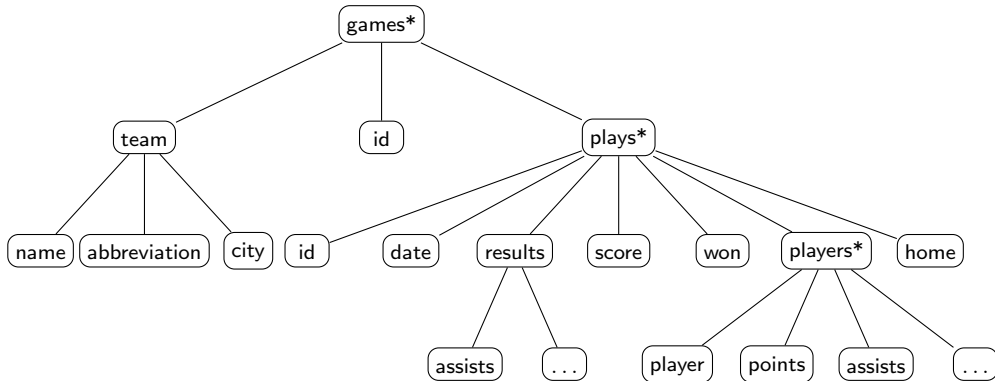 games*
team id plays*
name abbreviation city id date results score won players* home
assists ... player points assists ...